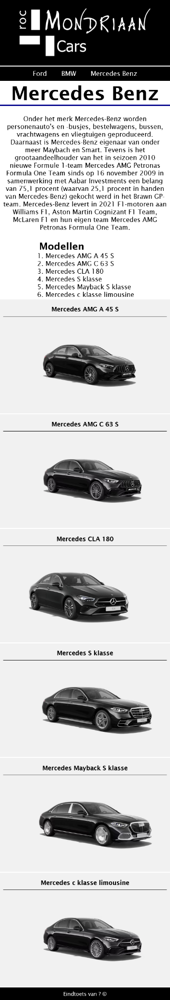 roc
MONDRIAAN
Cars
Ford BMW Mercedes Benz
Mercedes Benz
Onder het merk Mercedes-Benz worden
personenauto's en -busjes, bestelwagens, bussen,
vrachtwagens en vliegtuigen geproduceerd.
Daarnaast is Mercedes-Benz eigenaar van onder
meer Maybach en Smart. Tevens is het
grootaandeelhouder van het in seizoen 2010
nieuwe Formule 1-team Mercedes AMG Petronas
Formula One Team sinds op 16 november 2009 in
samenwerking met Aabar Investments een belang
van 75,1 procent (waarvan 25,1 procent in handen
van Mercedes-Benz) gekocht werd in het Brawn GP-
team. Mercedes-Benz levert in 2021 F1-motoren aan
Williams F1, Aston Martin Cognizant F1 Team,
McLaren F1 en hun eigen team Mercedes AMG
Petronas Formula One Team.
Modellen
1. Mercedes AMG A 45 S
2. Mercedes AMG C 63 S
3. Mercedes CLA 180
4. Mercedes S klasse
5. Mercedes Mayback S klasse
6. Mercedes c klasse limousine
Mercedes AMG A 45 S
Mercedes AMG C 63 S
Mercedes CLA 180
Mercedes S klasse
Mercedes Mayback S klasse
Mercedes c klasse limousine
Eindtoets van ? ©